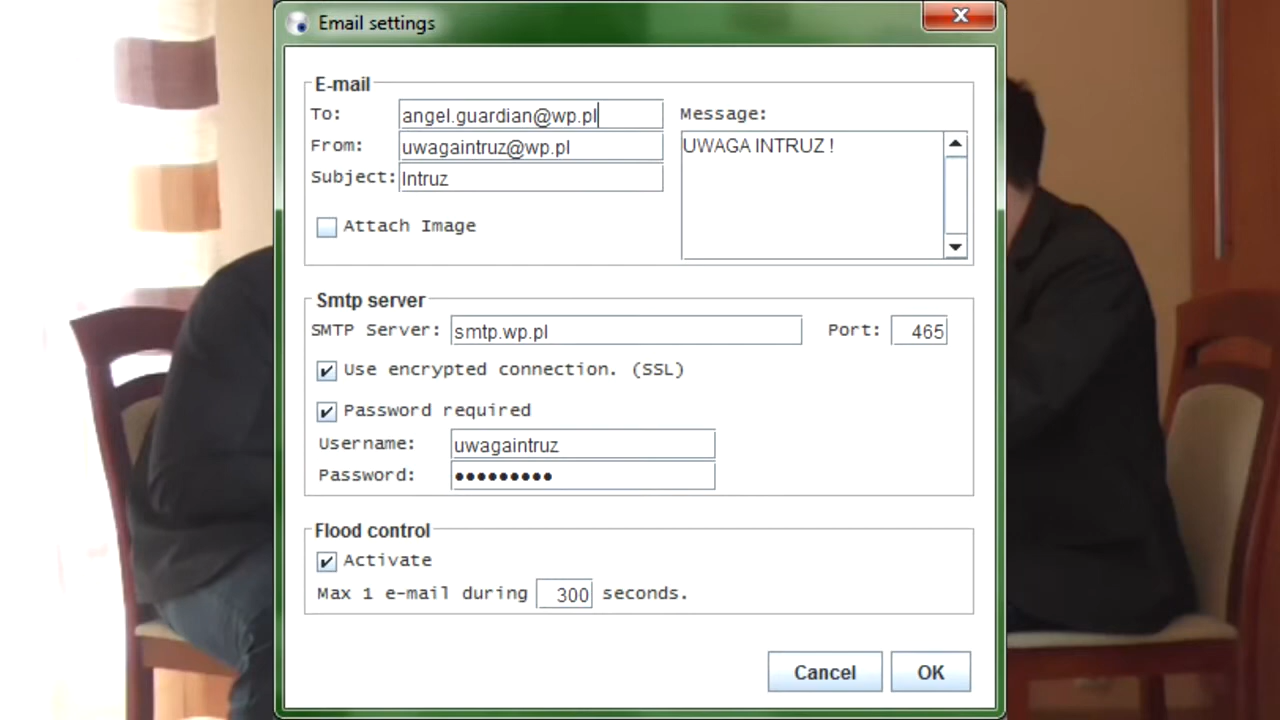 Email settings
E-mail
To: angel.guardian@wp.pl
From: uwagaintruz@wp.pl
Subject: Intruz
Attach Image
Message:
UWAGA INTRUZ !
Smtp server
SMTP Server: smtp.wp.pl Port: 465
Use encrypted connection. (SSL)
Password required
Username: uwagaintruz
Password: •••••••••
Flood control
Activate
Max 1 e-mail during 300 seconds.
Cancel OK